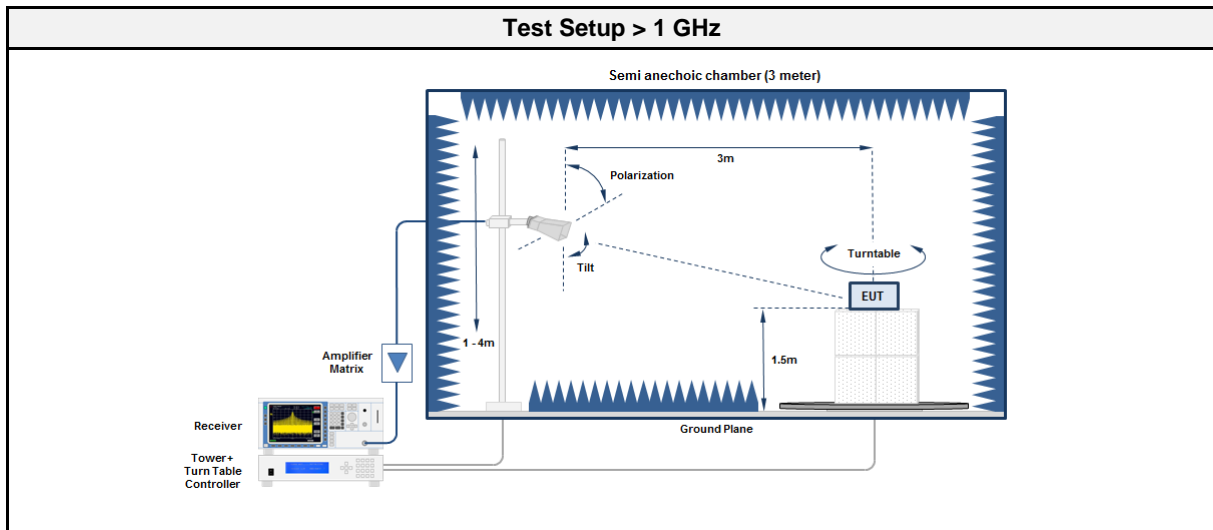 Test Setup > 1 GHz
Semi anechoic chamber (3 meter)
3m
Polarization
Tilt
Turntable
EUT
1 - 4m
1.5m
Amplifier
Matrix
Receiver
Ground Plane
Tower+
Turn Table
Controller